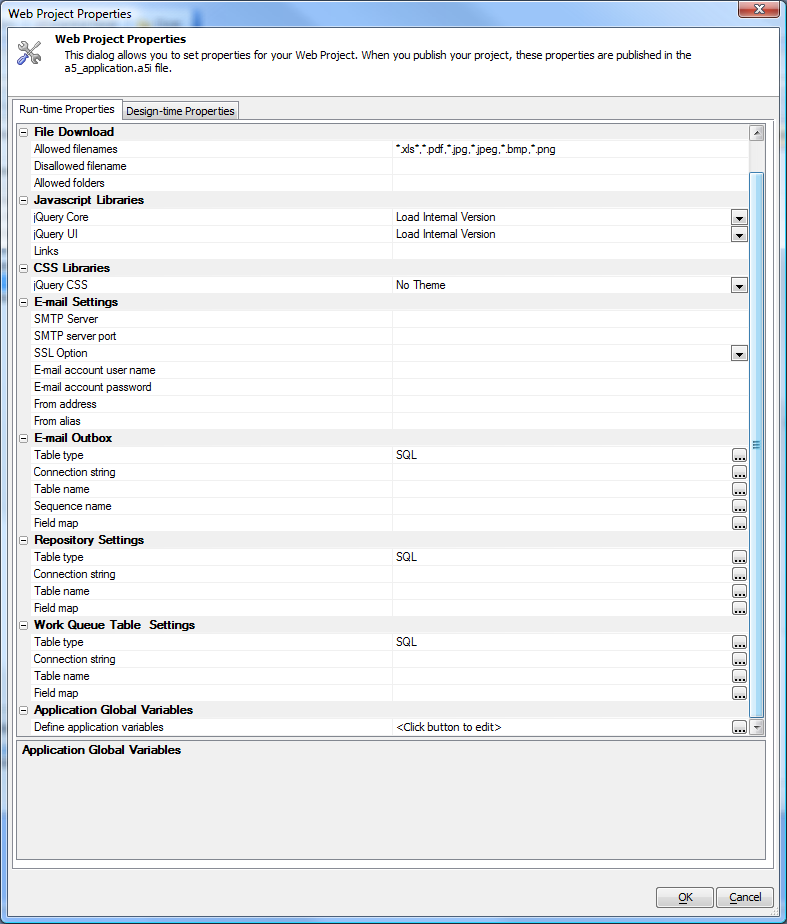 Web Project Properties
Web Project Properties
This dialog allows you to set properties for your Web Project. When you publish your project, these properties are published in the
a5_application.a5i file.
Run-time Properties Design-time Properties
File Download
Allowed filenames *.xls*,*.pdf,*.jpg,*.jpeg,*.bmp,*.png
Disallowed filename
Allowed folders
Javascript Libraries
jQuery Core Load Internal Version
jQuery UI Load Internal Version
Links
CSS Libraries
jQuery CSS No Theme
E-mail Settings
SMTP Server
SMTP server port
SSL Option
E-mail account user name
E-mail account password
From address
From alias
E-mail Outbox
Table type SQL
Connection string
Table name
Sequence name
Field map
Repository Settings
Table type SQL
Connection string
Table name
Field map
Work Queue Table  Settings
Table type SQL
Connection string
Table name
Field map
Application Global Variables
Define application variables <Click button to edit>
Application Global Variables
OK Cancel